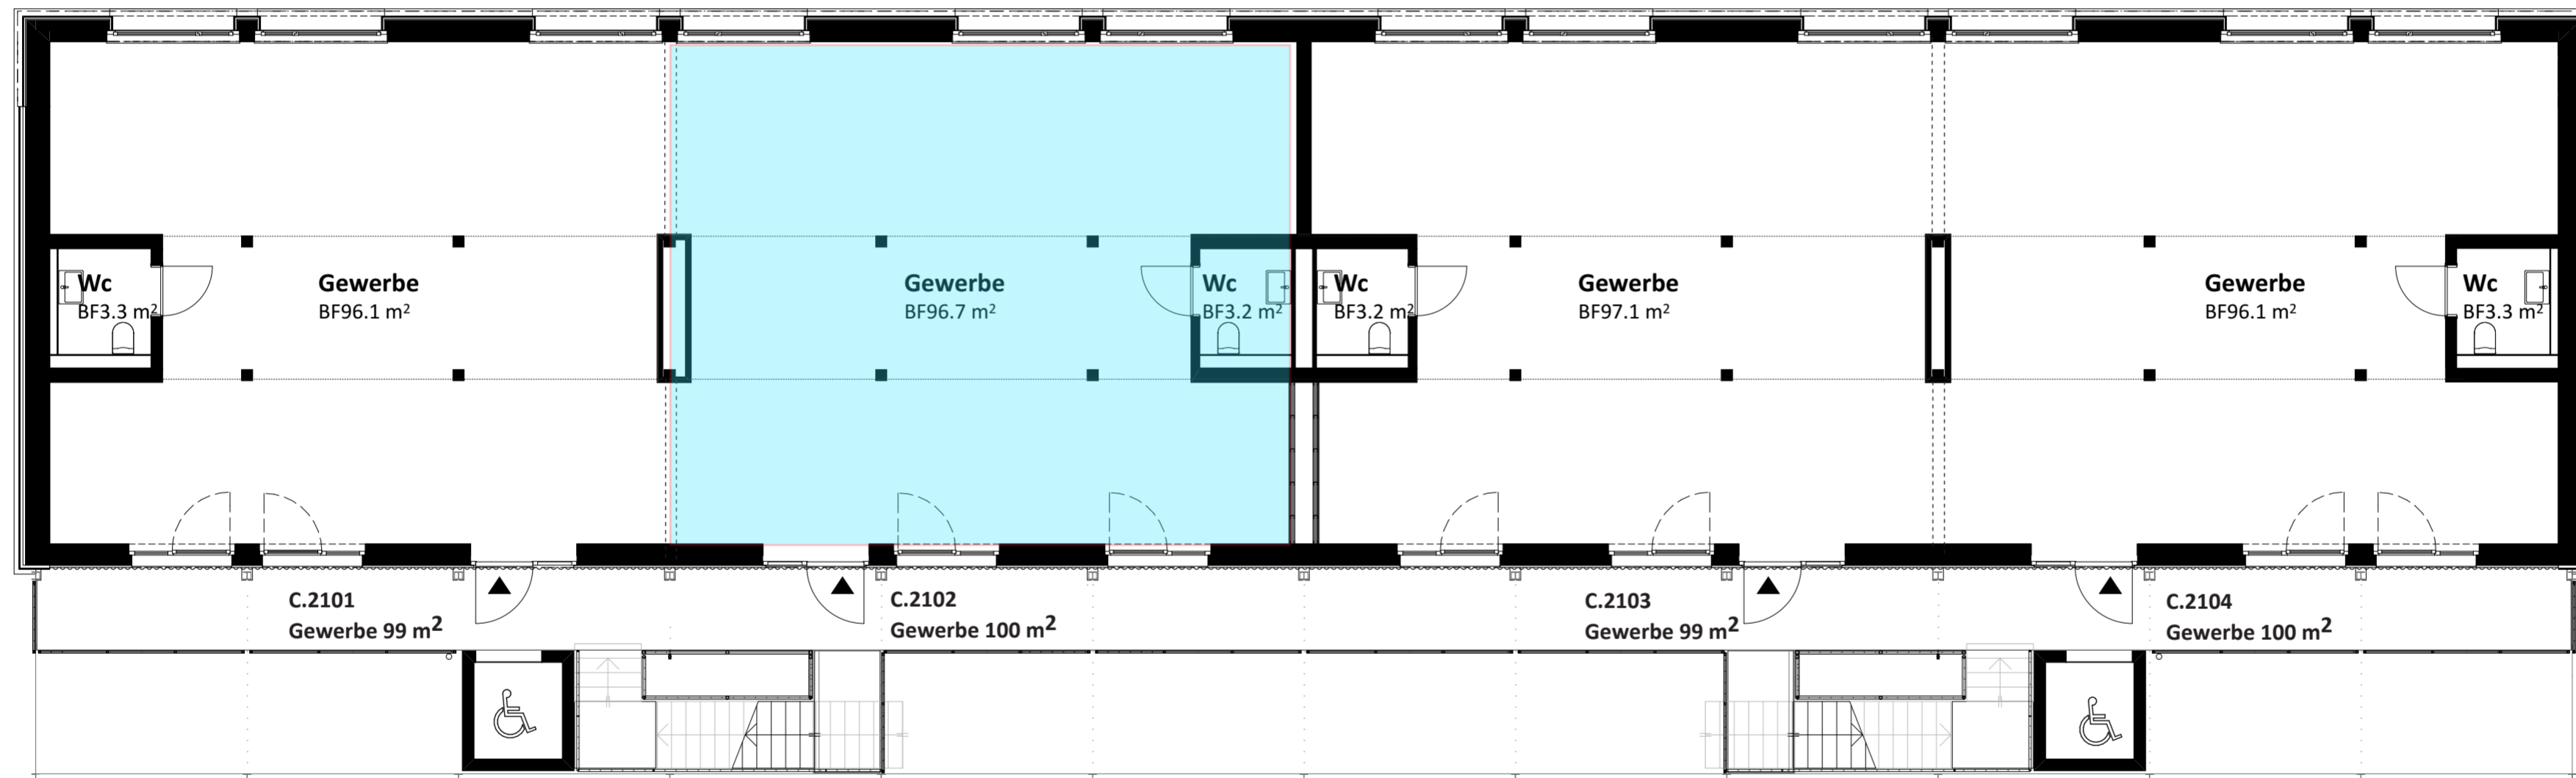 Wc
BF3.3 m²
Gewerbe
BF96.1 m²
Gewerbe
BF96.7 m²
Wc
BF3.2 m²
Wc
BF3.2 m²
Gewerbe
BF97.1 m²
Gewerbe
BF96.1 m²
Wc
BF3.3 m²
C.2101
Gewerbe 99 m²
C.2102
Gewerbe 100 m²
C.2103
Gewerbe 99 m²
C.2104
Gewerbe 100 m²